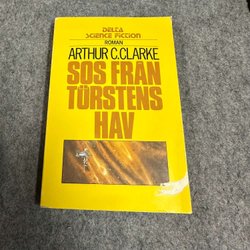 DELTA
SCIENCE FICTION
ROMAN
ARTHUR C. CLARKE
SOS FRÅN
TÖRSTENS
HAV